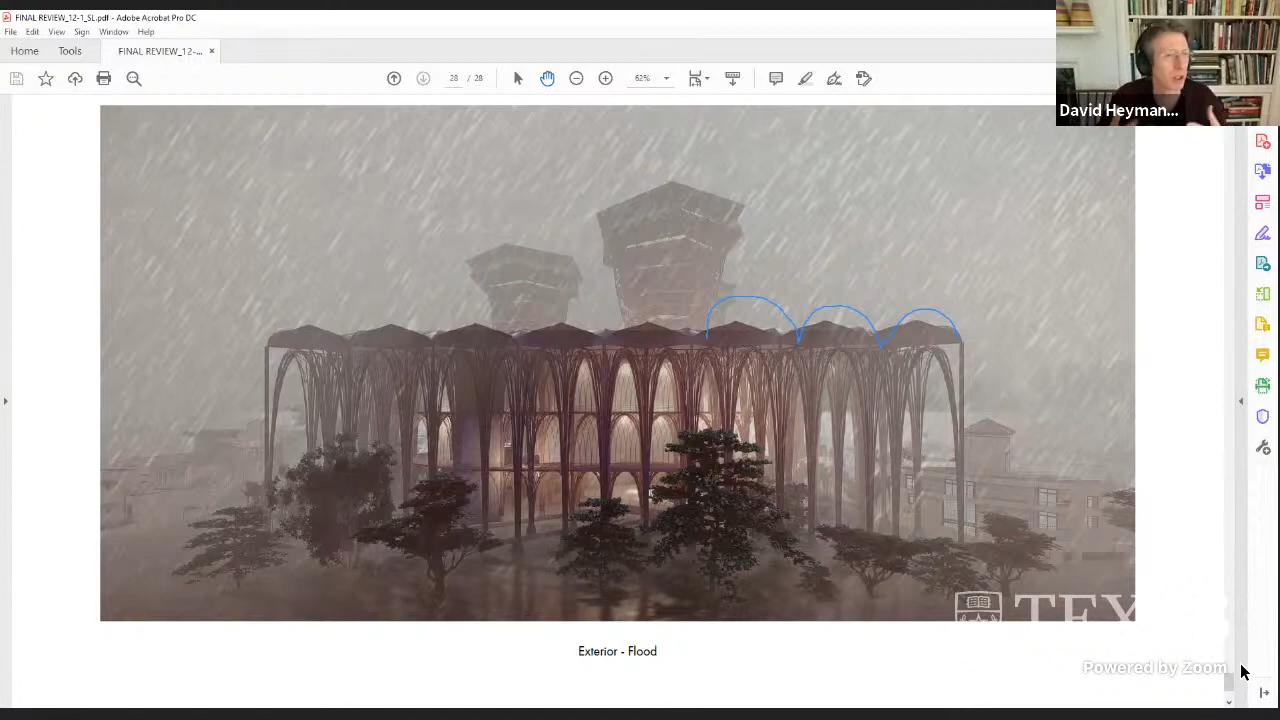 FINAL REVIEW_12-1_SL.pdf - Adobe Acrobat Pro DC
File Edit View Sign Window Help
Home Tools FINAL REVIEW_12-... ×
28 / 28 62%
David Heyman...
TEX
Exterior - Flood
Powered by Zoom